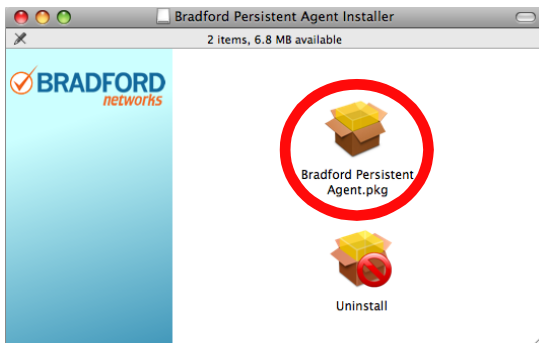 Bradford Persistent Agent Installer
2 items, 6.8 MB available
BRADFORD
networks
Bradford Persistent
Agent.pkg
Uninstall